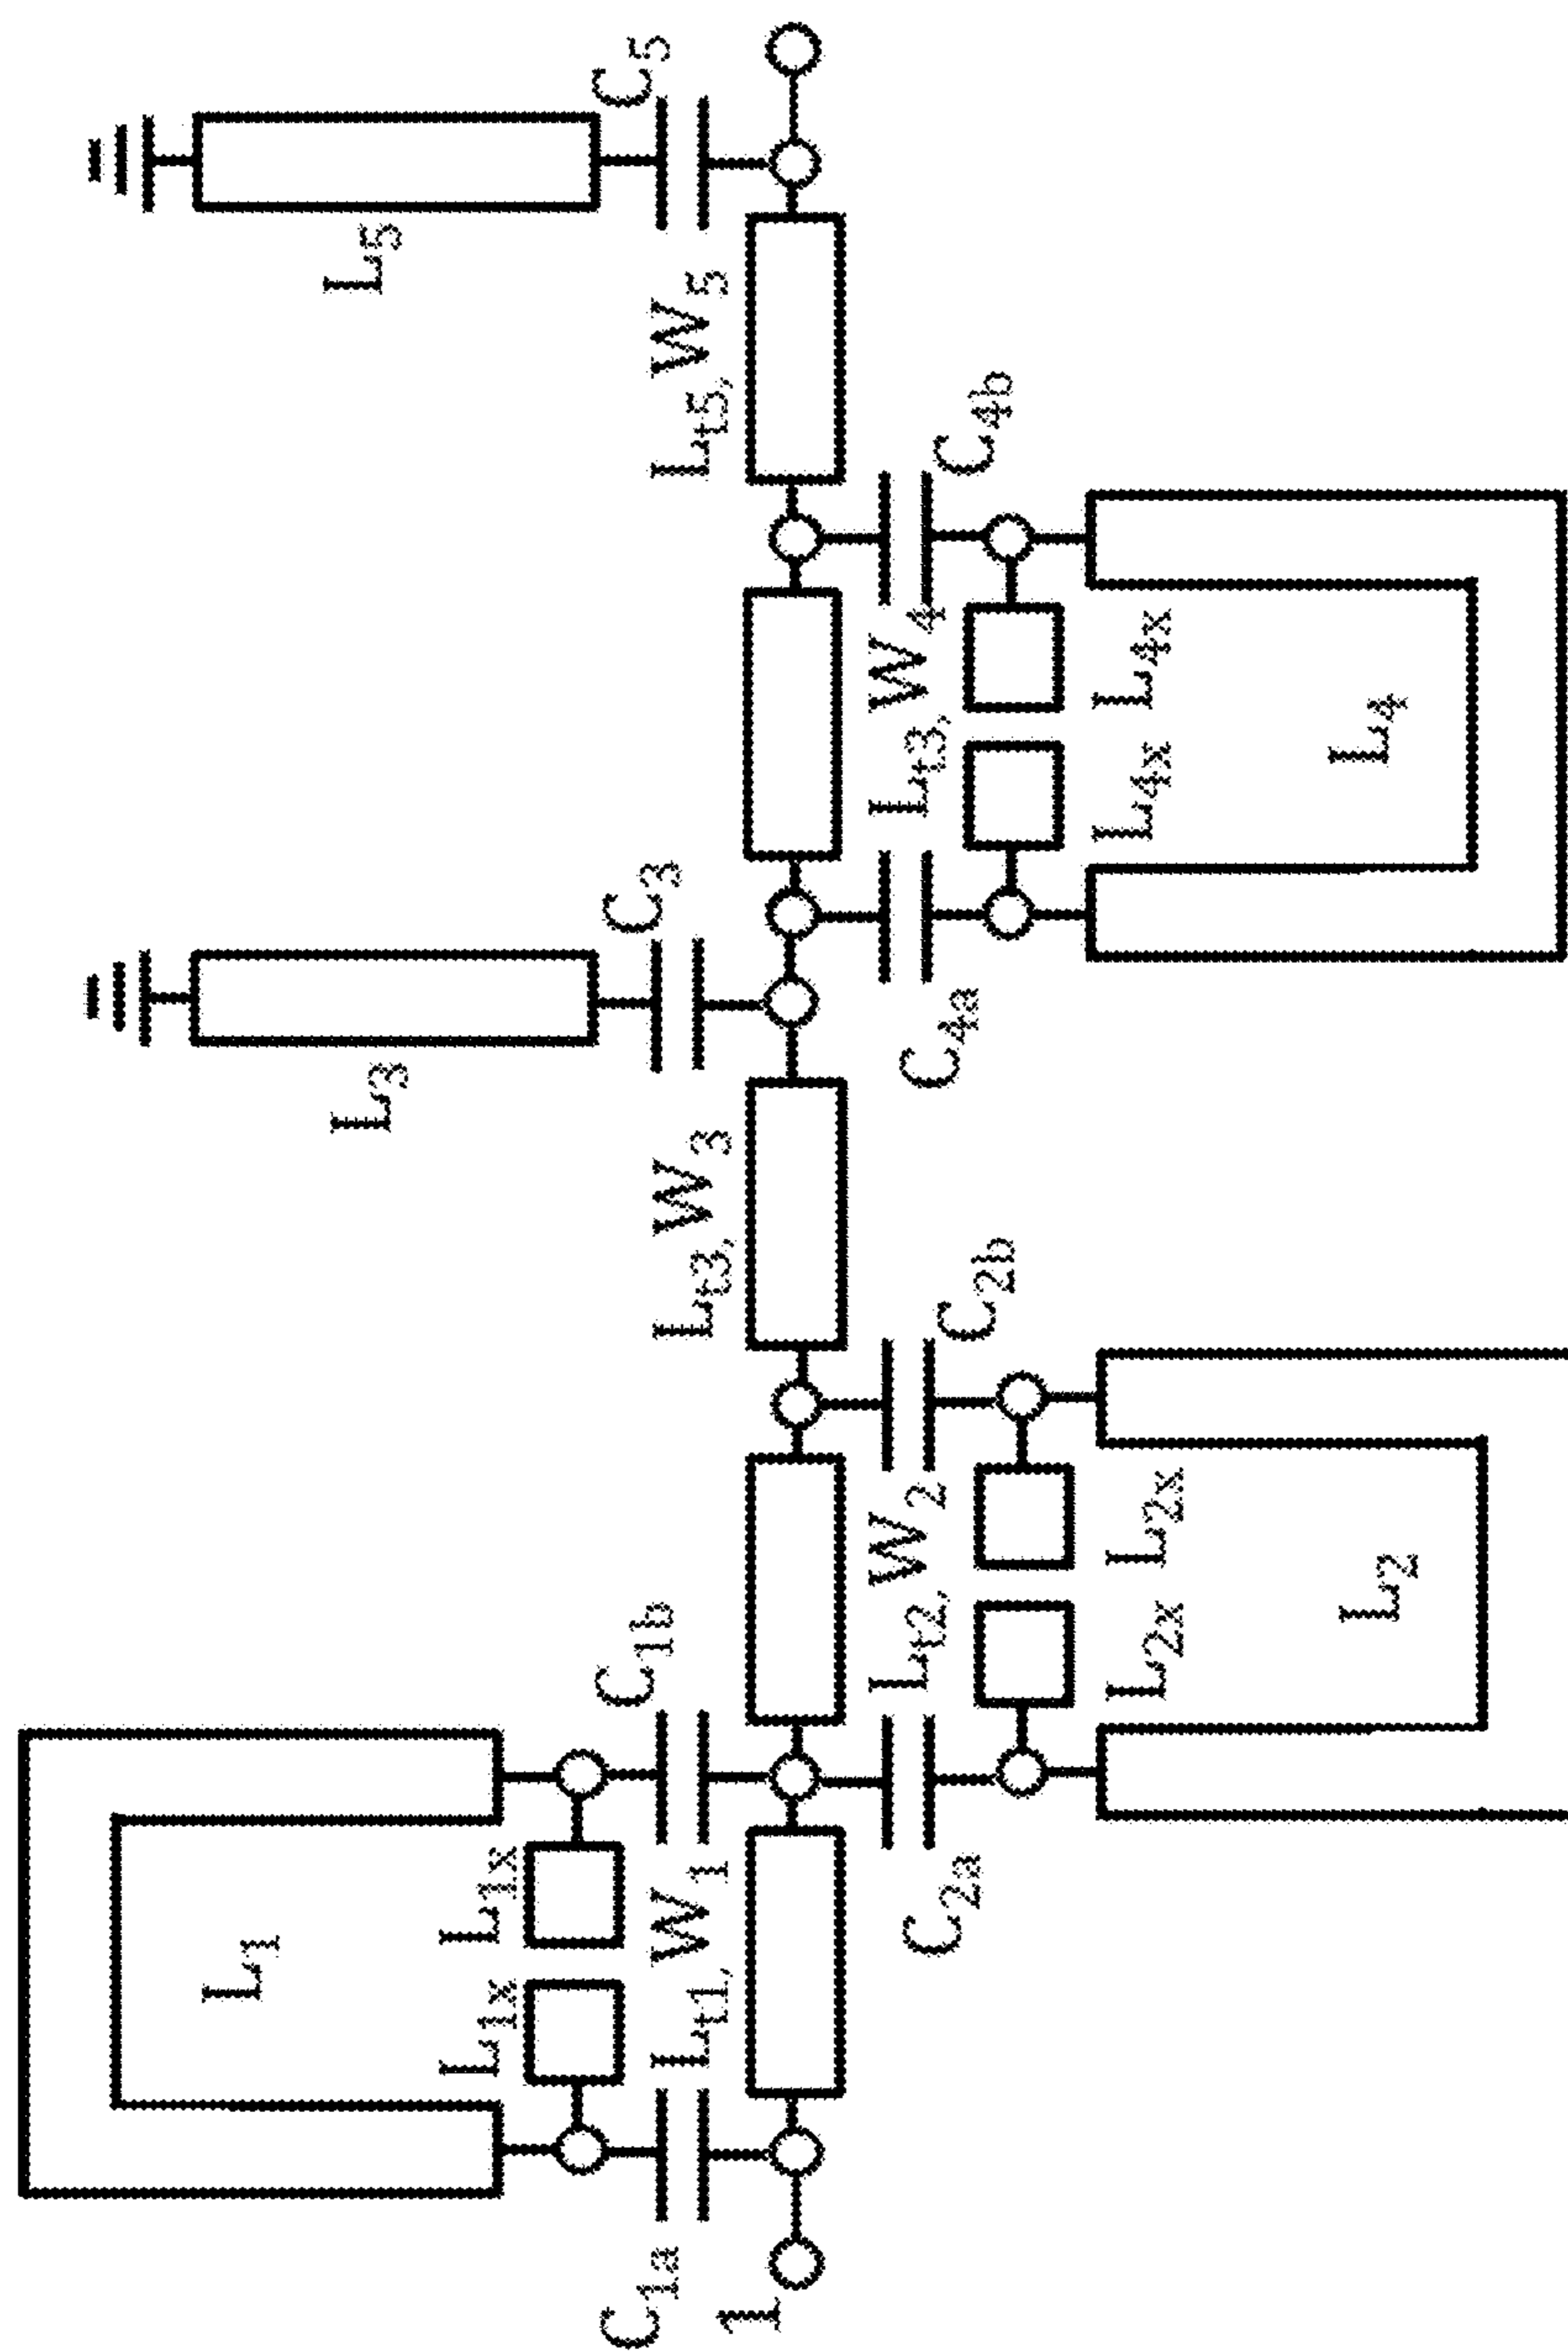 L₁
L₁ₓ L₁ₓ
C₁ₐ
Lₜ₁, W₁
C₁b
1
L₃
C₃
Lₜ₃, W₃
L₅
C₅
Lₜ₅, W₅
C₂ₐ
Lₜ₂, W₂
C₂b
L₂ₓ L₂ₓ
L₂
C₄ₐ
Lₜ₃, W₄
C₄b
L₄ₓ L₄ₓ
L₄